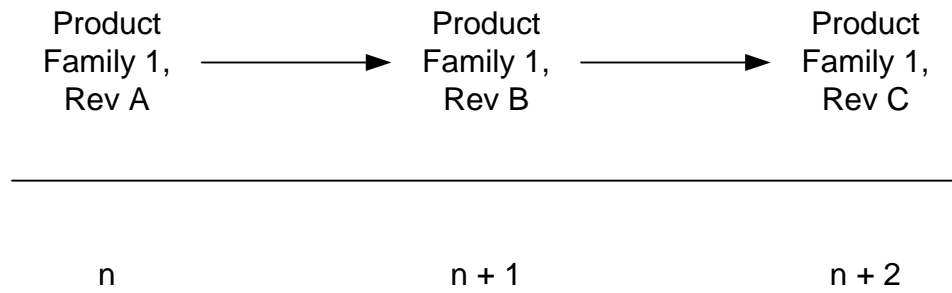 Product
Family 1,
Rev A
Product
Family 1,
Rev B
Product
Family 1,
Rev C
n
n + 1
n + 2